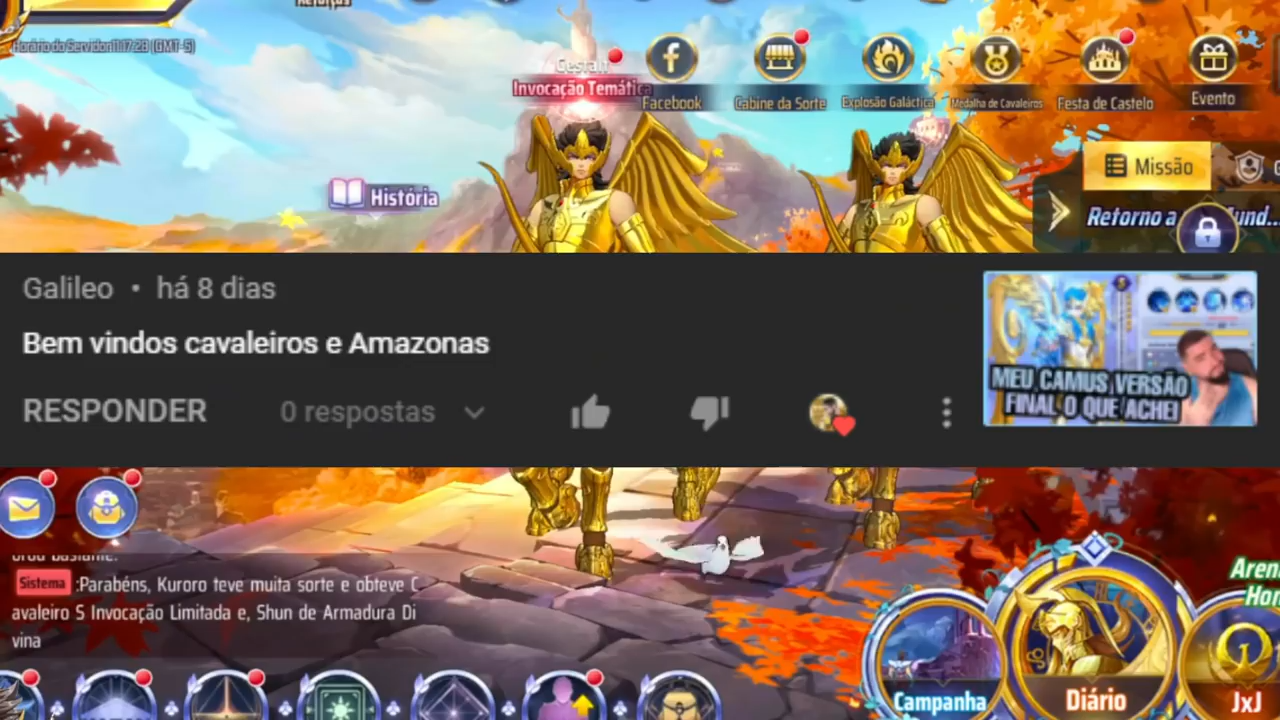 Horário do Servidor11:17:23 (GMT-5)
Gestalt
Invocação Temática
Facebook
Cabine da Sorte
Explosão Galáctica
Medalha de Cavaleiros
Festa de Castelo
Evento
Missão
História
Retorno a
Galileo • há 8 dias
Bem vindos cavaleiros e Amazonas
RESPONDER
0 respostas
MEU CAMUS VERSÃO
FINAL O QUE ACHEI
Sistema :Parabéns, Kuroro teve muita sorte e obteve C
avaleiro S Invocação Limitada e, Shun de Armadura Di
vina
Campanha
Diário
JxJ